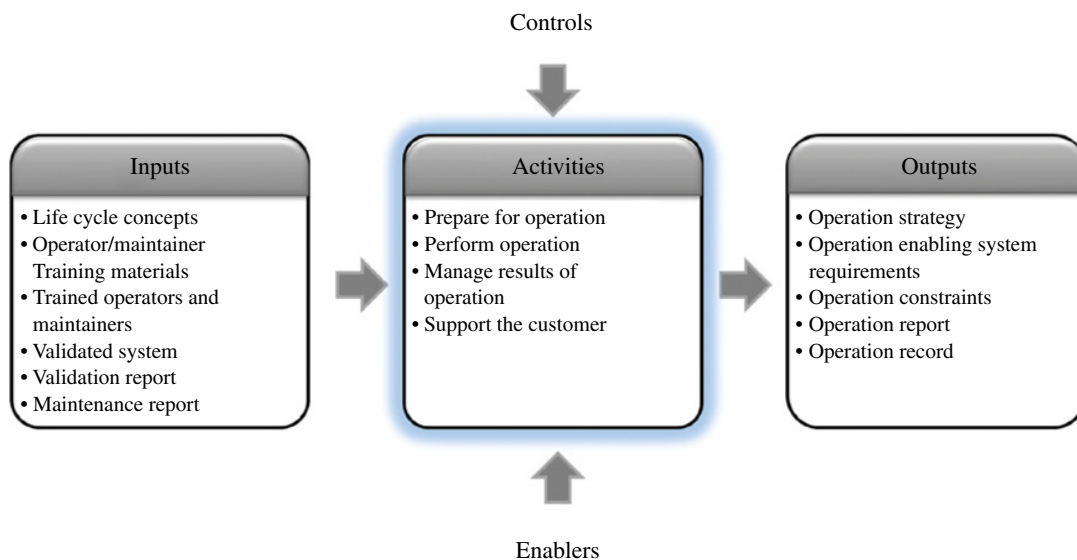 Controls
Inputs
• Life cycle concepts
• Operator/maintainer
Training materials
• Trained operators and
maintainers
• Validated system
• Validation report
• Maintenance report
Activities
• Prepare for operation
• Perform operation
• Manage results of
operation
• Support the customer
Outputs
• Operation strategy
• Operation enabling system
requirements
• Operation constraints
• Operation report
• Operation record
Enablers